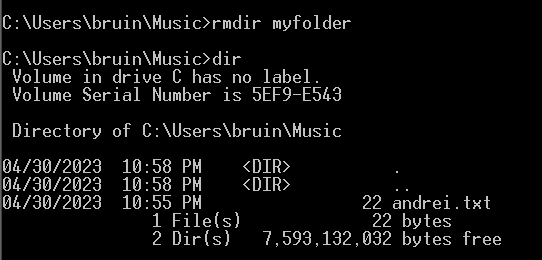 C:\Users\bruin\Music>rmdir myfolder
C:\Users\bruin\Music>dir
 Volume in drive C has no label.
 Volume Serial Number is 5EF9-E543
 Directory of C:\Users\bruin\Music
04/30/2023  10:58 PM    <DIR>          .
04/30/2023  10:58 PM    <DIR>          ..
04/30/2023  10:55 PM                22 andrei.txt
               1 File(s)             22 bytes
               2 Dir(s)   7,593,132,032 bytes free